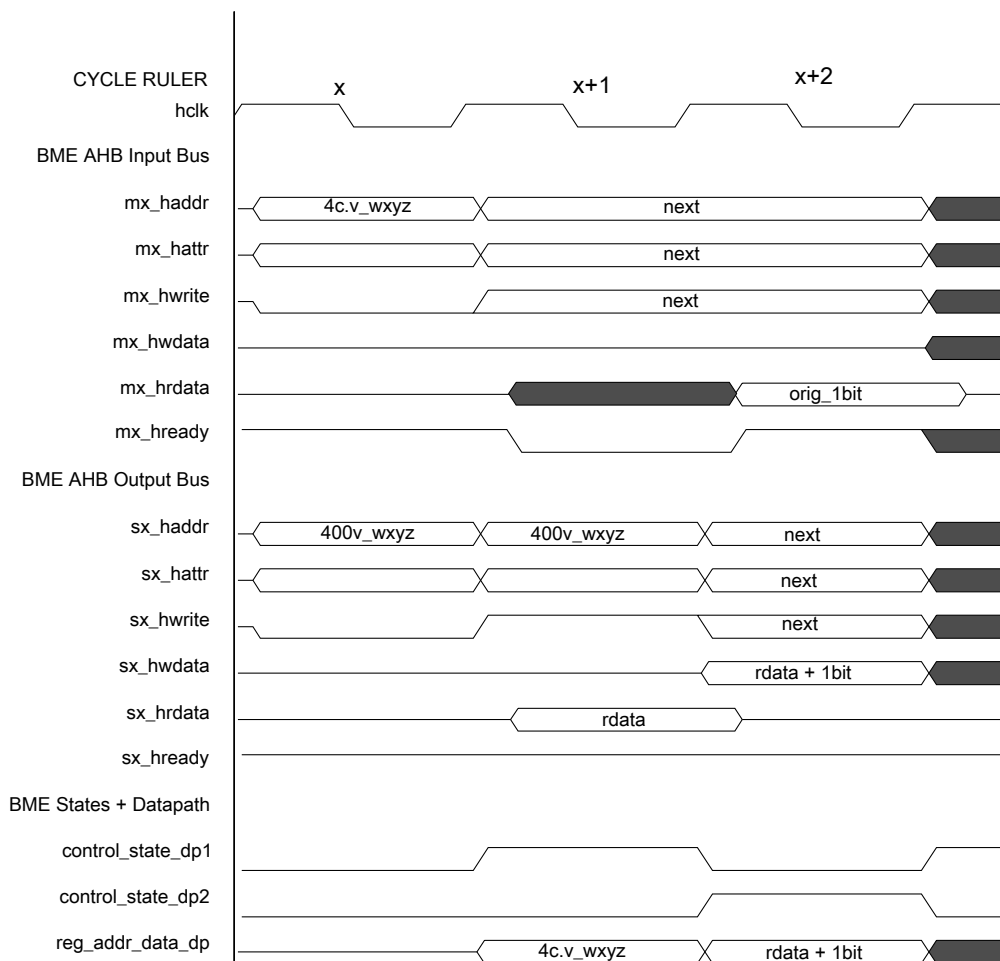 x+2
CYCLE RULER x x+1
hclk
BME AHB Input Bus
mx_haddr 4c.v_wxyz next
mx_hattr next
mx_hwrite next
mx_hwdata
mx_hrdata orig_1bit
mx_hready
BME AHB Output Bus
sx_haddr 400v_wxyz 400v_wxyz next
sx_hattr next
sx_hwrite next
sx_hwdata rdata + 1bit
sx_hrdata rdata
sx_hready
BME States + Datapath
control_state_dp1
control_state_dp2
reg_addr_data_dp 4c.v_wxyz rdata + 1bit